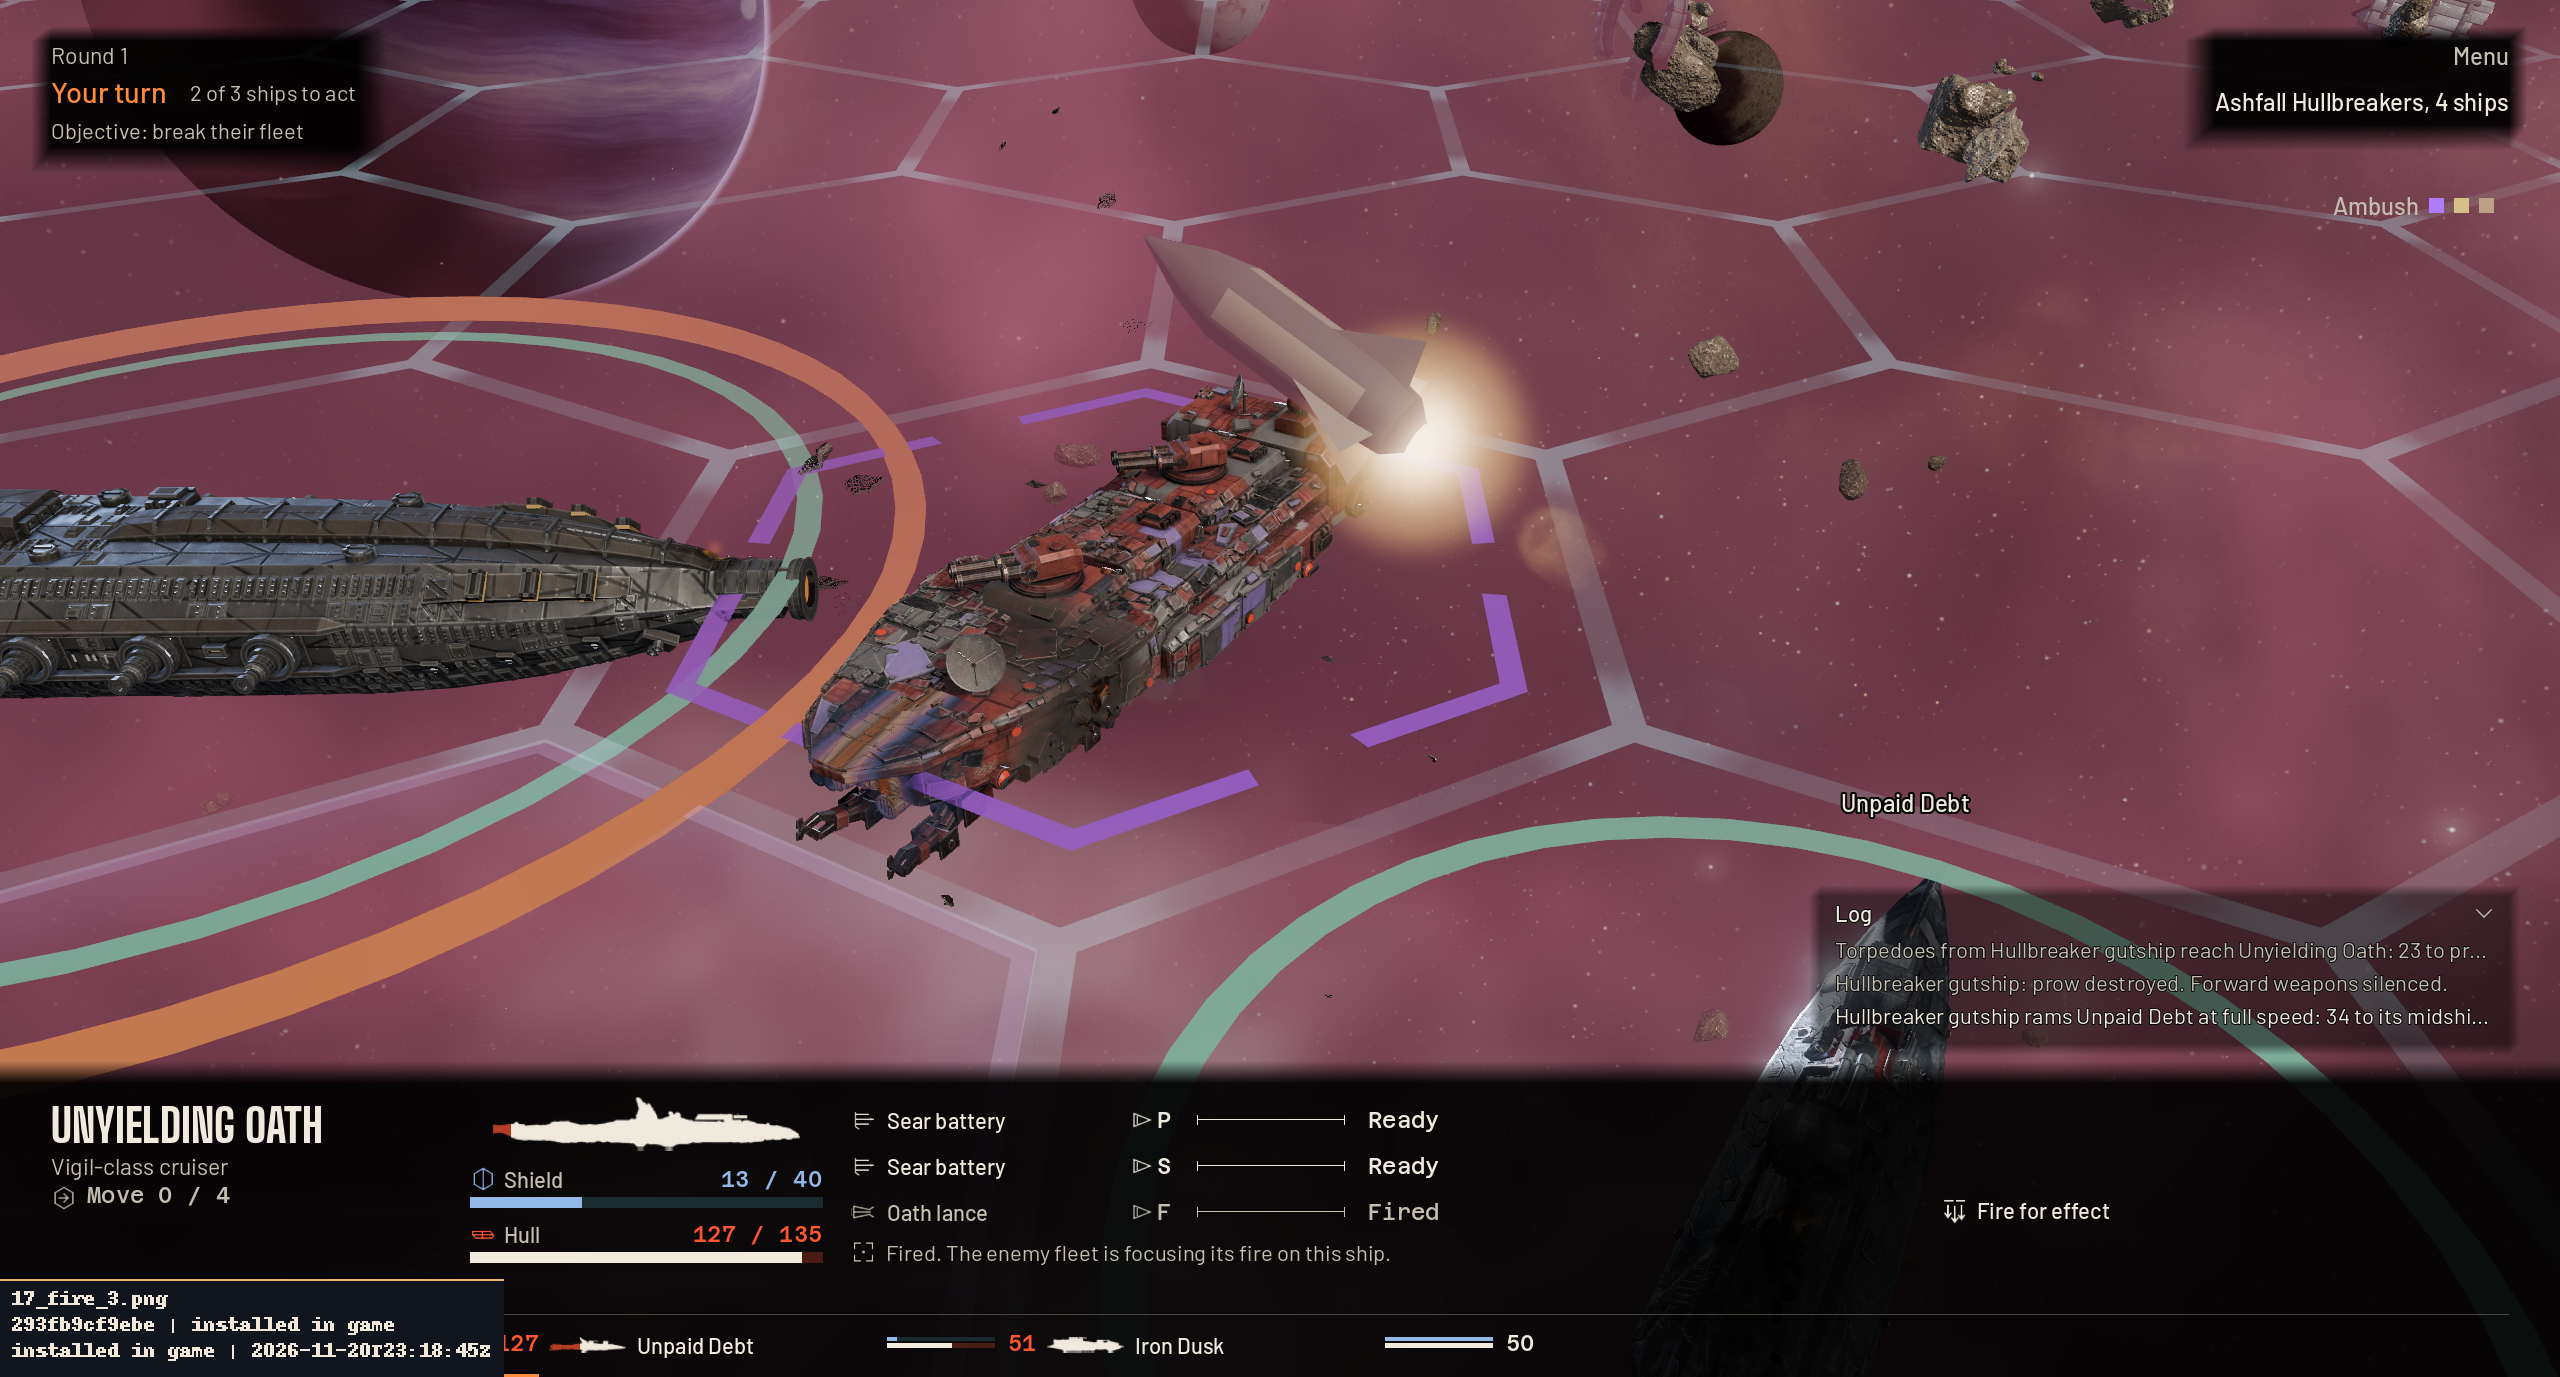 Round 1
Your turn 2 of 3 ships to act
Objective: break their fleet
Menu
Ashfall Hullbreakers, 4 ships
Ambush
Unpaid Debt
Log
Torpedoes from Hullbreaker gutship reach Unyielding Oath: 23 to pr...
Hullbreaker gutship: prow destroyed. Forward weapons silenced.
Hullbreaker gutship rams Unpaid Debt at full speed: 34 to its midshi...
UNYIELDING OATH
Vigil-class cruiser
Move 0 / 4
Shield 13 / 40
Hull 127 / 135
Sear battery P Ready
Sear battery S Ready
Oath lance F Fired
Fired. The enemy fleet is focusing its fire on this ship.
Fire for effect
17_fire_3.png
293fb9cf9ebe | installed in game
installed in game | 2026-11-20T23:18:45Z
127 Unpaid Debt 51 Iron Dusk 50